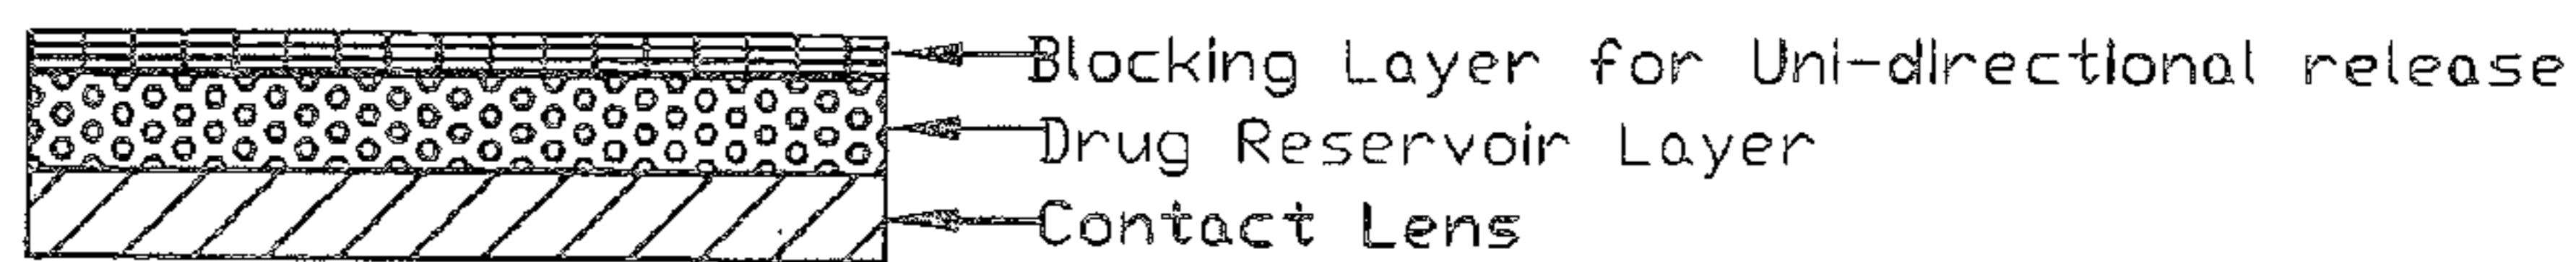 Blocking Layer for Uni-directional release
Drug Reservoir Layer
Contact Lens